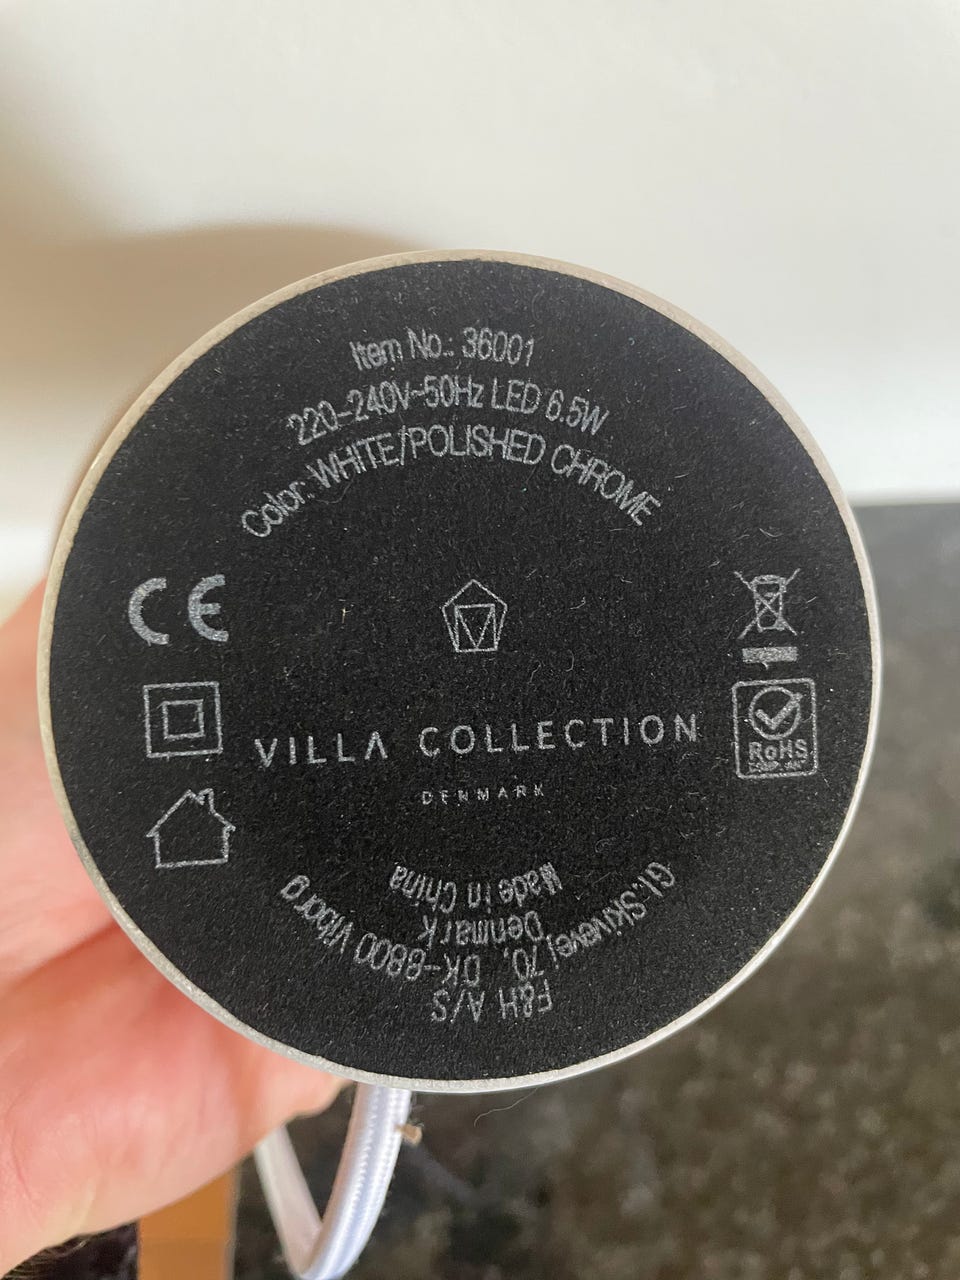 Item No.: 36001
220-240V~50Hz LED 6.5W
Color: WHITE/POLISHED CHROME
CE
VILLA COLLECTION
DENMARK
RoHS
F&H A/S
Gl. Skivevej 70, DK-8800 Viborg
Denmark
Made in China